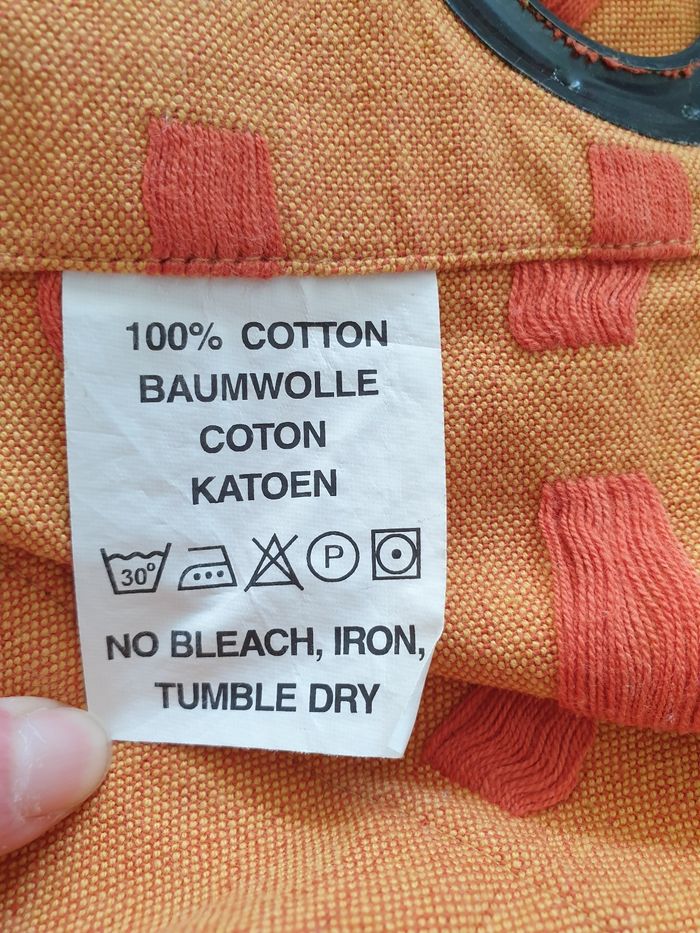 100% COTTON
BAUMWOLLE
COTON
KATOEN
30° P
NO BLEACH, IRON,
TUMBLE DRY